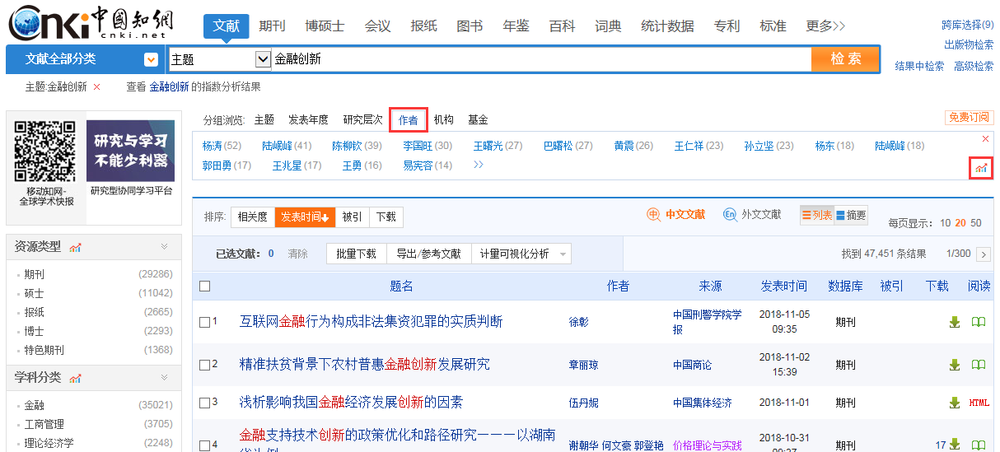 Cnki 中國知網
cnki.net
文献 期刊 博硕士 会议 报纸 图书 年鉴 百科 词典 统计数据 专利 标准 更多>>
跨库选择(9)
出版物检索
文献全部分类 主题 金融创新 检索
结果中检索 高级检索
主题:金融创新 × 查看 金融创新 的指数分析结果
研究与学习
不能少利器
移动知网-
全球学术快报
研究型协同学习平台
分组浏览: 主题 发表年度 研究层次 作者 机构 基金
免费订阅
杨涛(52) 陆岷峰(41) 陈柳钦(39) 李国旺(30) 王曙光(27) 巴曙松(27) 黄震(26) 王仁祥(23) 孙立坚(23) 杨东(18) 陆岷峰(18)
郭田勇(17) 王兆星(17) 王勇(16) 易宪容(14) >>
排序: 相关度 发表时间 被引 下载
中文文献 En 外文文献 列表 摘要 每页显示: 10 20 50
已选文献: 0 清除 批量下载 导出/参考文献 计量可视化分析
找到 47,451 条结果 1/300 >
资源类型
期刊 (29286)
硕士 (11042)
报纸 (2665)
博士 (2293)
特色期刊 (1368)
学科分类
金融 (35021)
工商管理 (3705)
理论经济学 (2248)
题名 作者 来源 发表时间 数据库 被引 下载 阅读
1 互联网金融行为构成非法集资犯罪的实质判断 徐彰 中国刑警学院学报 2018-11-05 09:35 期刊
2 精准扶贫背景下农村普惠金融创新发展研究 章丽琼 中国商论 2018-11-02 15:39 期刊
3 浅析影响我国金融经济发展创新的因素 伍丹妮 中国集体经济 2018-11-01 期刊 HTML
4 金融支持技术创新的政策优化和路径研究———以湖南 谢朝华 何文豪 郭登艳 价格理论与实践 2018-10-31 期刊 17